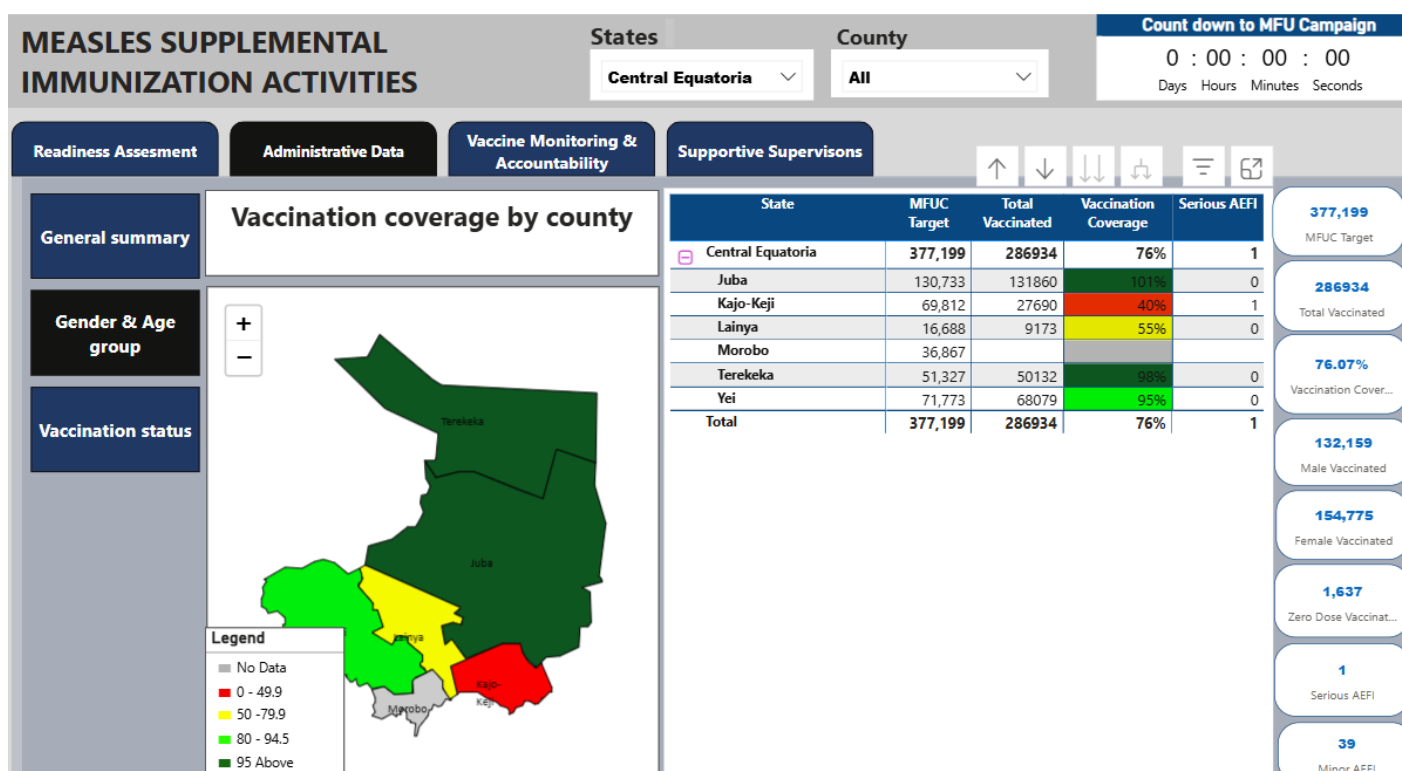 MEASLES SUPPLEMENTAL
IMMUNIZATION ACTIVITIES
States
Central Equatoria
County
All
Count down to MFU Campaign
0 : 00 : 00 : 00
Days Hours Minutes Seconds
Readiness Assesment
Administrative Data
Vaccine Monitoring &
Accountability
Supportive Supervisons
General summary
Gender & Age
group
Vaccination status
Vaccination coverage by county
+
−
Terekeka
Juba
Lainya
Kajo-
Keji
Morobo
Legend
No Data
0 - 49.9
50 -79.9
80 - 94.5
95 Above
State MFUC Target Total Vaccinated Vaccination Coverage Serious AEFI
Central Equatoria 377,199 286934 76% 1
Juba 130,733 131860 101% 0
Kajo-Keji 69,812 27690 40% 1
Lainya 16,688 9173 55% 0
Morobo 36,867
Terekeka 51,327 50132 98% 0
Yei 71,773 68079 95% 0
Total 377,199 286934 76% 1
377,199
MFUC Target
286934
Total Vaccinated
76.07%
Vaccination Cover...
132,159
Male Vaccinated
154,775
Female Vaccinated
1,637
Zero Dose Vaccinat...
1
Serious AEFI
39
Minor AEFI